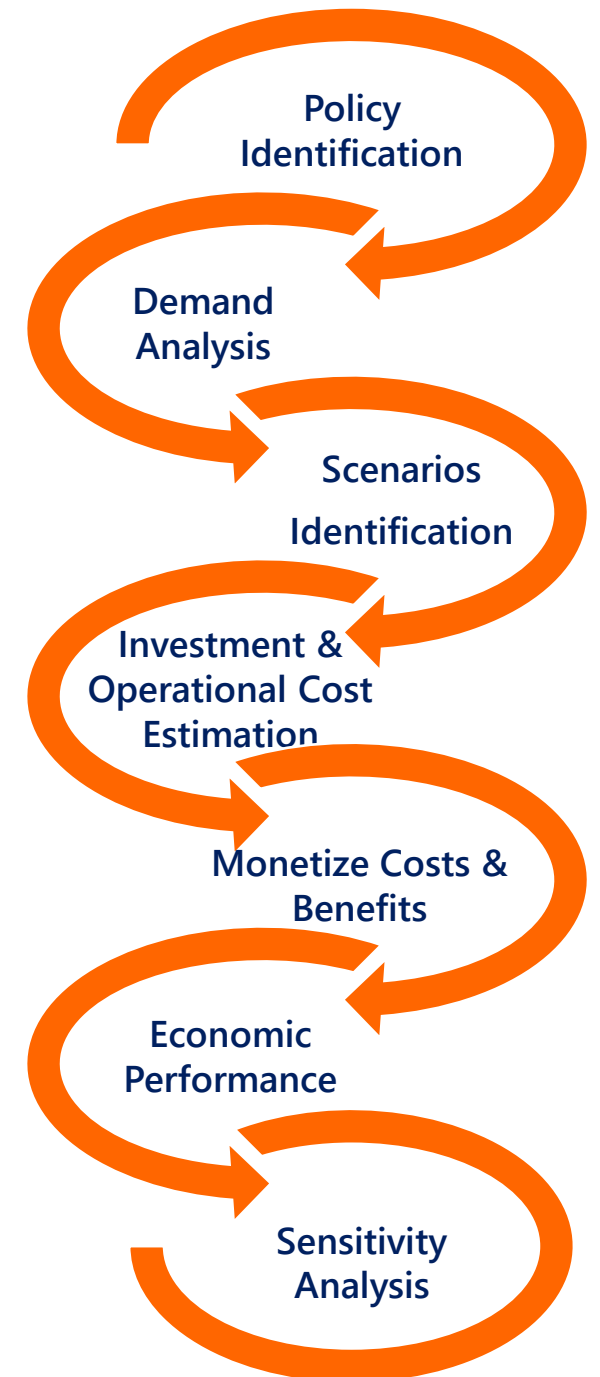 Policy
Identification
Demand
Analysis
Scenarios
Identification
Investment &
Operational Cost
Estimation
Monetize Costs &
Benefits
Economic
Performance
Sensitivity
Analysis